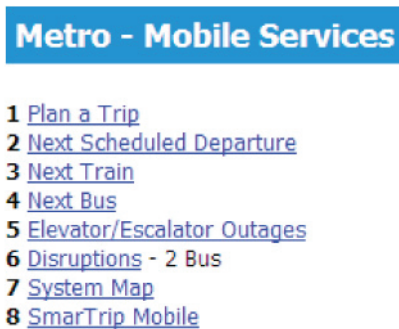 Metro - Mobile Services
1 Plan a Trip
2 Next Scheduled Departure
3 Next Train
4 Next Bus
5 Elevator/Escalator Outages
6 Disruptions - 2 Bus
7 System Map
8 SmarTrip Mobile